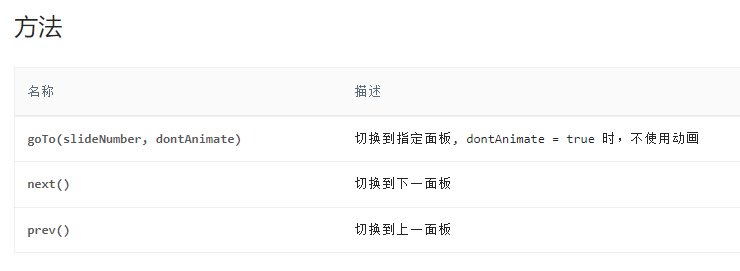 方法
名称 描述
goTo(slideNumber, dontAnimate) 切换到指定面板, dontAnimate = true 时，不使用动画
next() 切换到下一面板
prev() 切换到上一面板